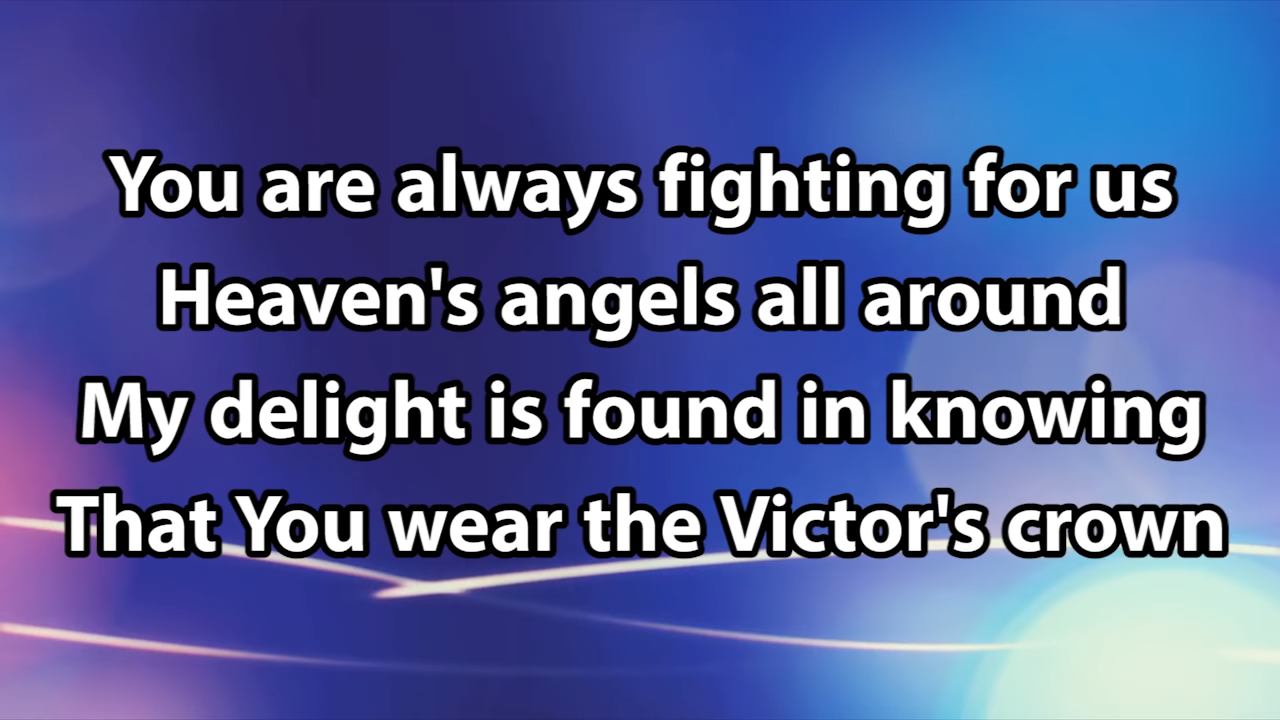 You are always fighting for us
Heaven's angels all around
My delight is found in knowing
That You wear the Victor's crown